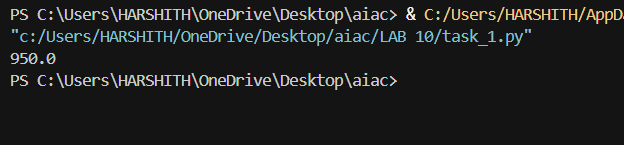 PS C:\Users\HARSHITH\OneDrive\Desktop\aiac> & C:/Users/HARSHITH/AppDa
"c:/Users/HARSHITH/OneDrive/Desktop/aiac/LAB 10/task_1.py"
950.0
PS C:\Users\HARSHITH\OneDrive\Desktop\aiac>